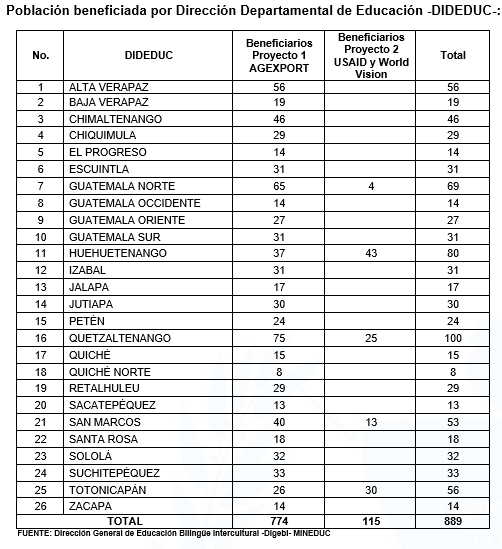 Población beneficiada por Dirección Departamental de Educación -DIDEDUC-:
No. DIDEDUC Beneficiarios Proyecto 1 AGEXPORT Beneficiarios Proyecto 2 USAID y World Vision Total
1 ALTA VERAPAZ 56 56
2 BAJA VERAPAZ 19 19
3 CHIMALTENANGO 46 46
4 CHIQUIMULA 29 29
5 EL PROGRESO 14 14
6 ESCUINTLA 31 31
7 GUATEMALA NORTE 65 4 69
8 GUATEMALA OCCIDENTE 14 14
9 GUATEMALA ORIENTE 27 27
10 GUATEMALA SUR 31 31
11 HUEHUETENANGO 37 43 80
12 IZABAL 31 31
13 JALAPA 17 17
14 JUTIAPA 30 30
15 PETÉN 24 24
16 QUETZALTENANGO 75 25 100
17 QUICHÉ 15 15
18 QUICHÉ NORTE 8 8
19 RETALHULEU 29 29
20 SACATEPÉQUEZ 13 13
21 SAN MARCOS 40 13 53
22 SANTA ROSA 18 18
23 SOLOLÁ 32 32
24 SUCHITEPÉQUEZ 33 33
25 TOTONICAPÁN 26 30 56
26 ZACAPA 14 14
TOTAL 774 115 889
FUENTE: Dirección General de Educación Bilingüe Intercultural -Digebi- MINEDUC